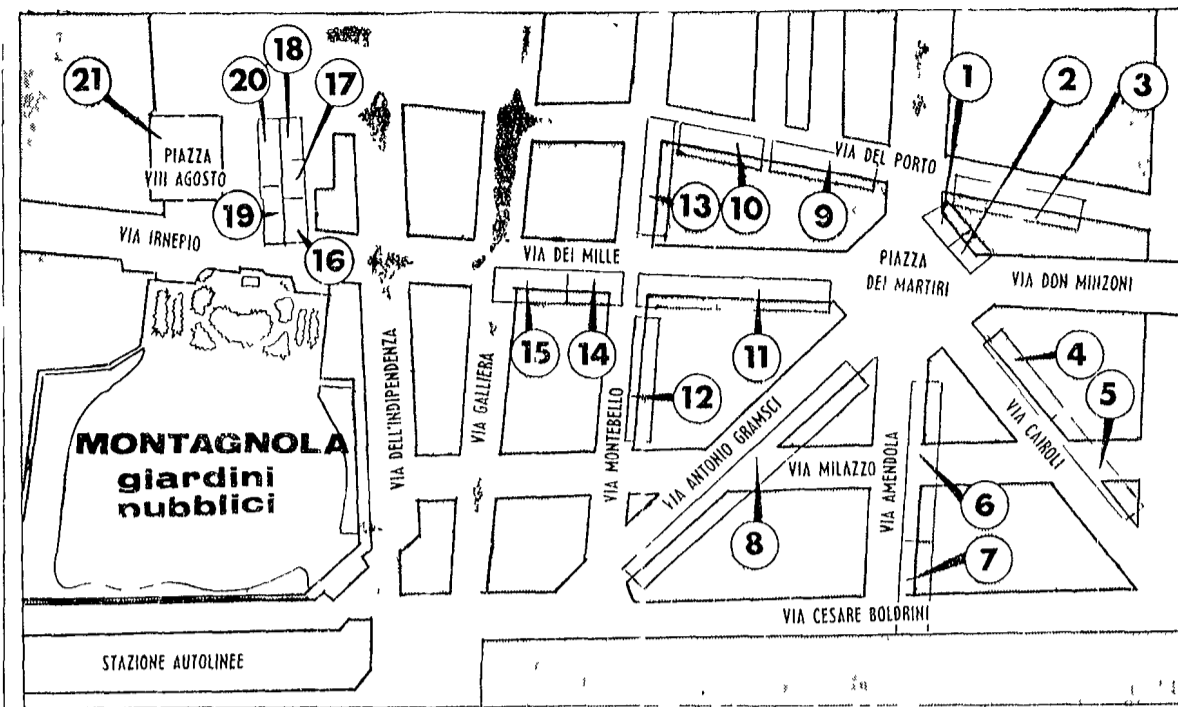 18
21
20
17
1
2
3
PIAZZA
VIII AGOSTO
VIA DEL PORTO
19
13
10
9
VIA IRNEPIO
16
VIA DEI MILLE
PIAZZA
DEI MARTIRI
VIA DON MINZONI
15
14
11
4
12
5
VIA DELL'INDIPENDENZA
VIA GALLIERA
VIA MONTEBELLO
VIA ANTONIO GRAMSCI
VIA MILAZZO
VIA AMENDOLA
VIA CAIROLI
MONTAGNOLA
giardini
nubblici
8
6
7
VIA CESARE BOLDRINI
STAZIONE AUTOLINEE